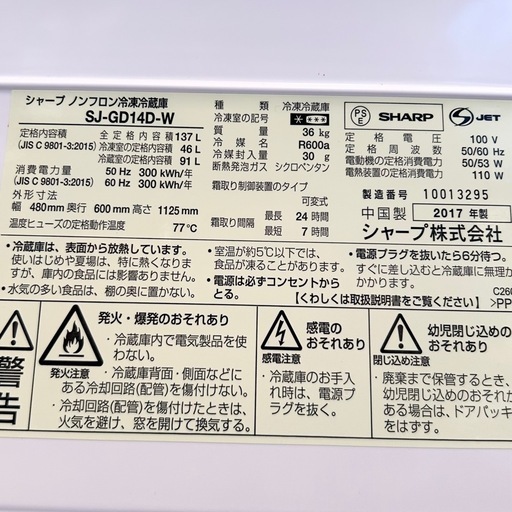 シャープ ノンフロン冷凍冷蔵庫
SJ-GD14D-W
定格内容積
(JIS C 9801-3:2015)
全 定格内容積 137 L
冷凍室の定格内容積 46 L
冷蔵室の定格内容積 91 L
消費電力量
(JIS C 9801-3:2015)
50 Hz 300 kWh/年
60 Hz 300 kWh/年
外形寸法
幅 480mm 奥行 600mm 高さ 1125mm
温度ヒューズの定格動作温度 77℃
種類 冷凍冷蔵庫
冷凍室の記号
質量 36kg
冷媒 R600a
冷媒封入量 30 g
断熱発泡ガス シクロペンタン
霜取り制御装置のタイプ
可変式
霜取り間隔
最長 24 時間
最短 7 時間
PS
E
SHARP
JET
定格電圧 100 V
定格周波数 50/60 Hz
電動機の定格消費電力 50/53 W
電熱装置の定格消費電力 110 W
製造番号 10013295
中国製 2017 年製
シャープ株式会社
・冷蔵庫は、表面から放熱しています。
使いはじめや夏場は、特に熱くなりますが、庫内の食品には影響ありません。
・水気の多い食品は、棚の奥に置かない。
・室温が約5℃以下では、
食品が凍ることがあります。
・電源は必ずコンセントから
とる。
・電源プラグを抜いたら6分待つ。
すぐに差し込むと冷蔵庫に無理が
かかります。
【くわしくは取扱説明書をご覧ください】
C260
>PP
警
告
発火・爆発のおそれあり
発火注意
・冷蔵庫内で電気製品を使
わない。
・冷蔵庫背面・側面などに
ある冷却回路(配管)を傷付けない。
・冷却回路(配管)を傷付けたときは、
火気を避け、窓を開けて換気する。
感電の
おそれあり
感電注意
・冷蔵庫のお手入
れ時は、電源プ
ラグを抜く。
幼児閉じ込めの
おそれあり
閉じ込め注意
・廃棄まで保管するとき、
幼児閉じ込めのおそれが
ある場合は、ドアパッキ